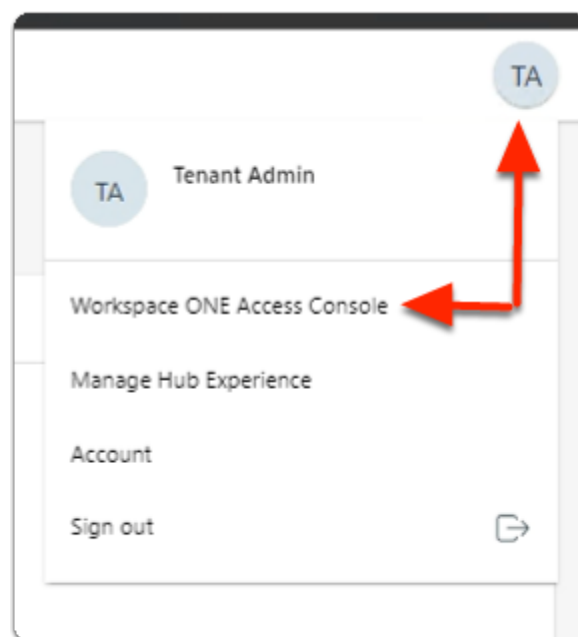 TA
TA
Tenant Admin
Workspace ONE Access Console
Manage Hub Experience
Account
Sign out